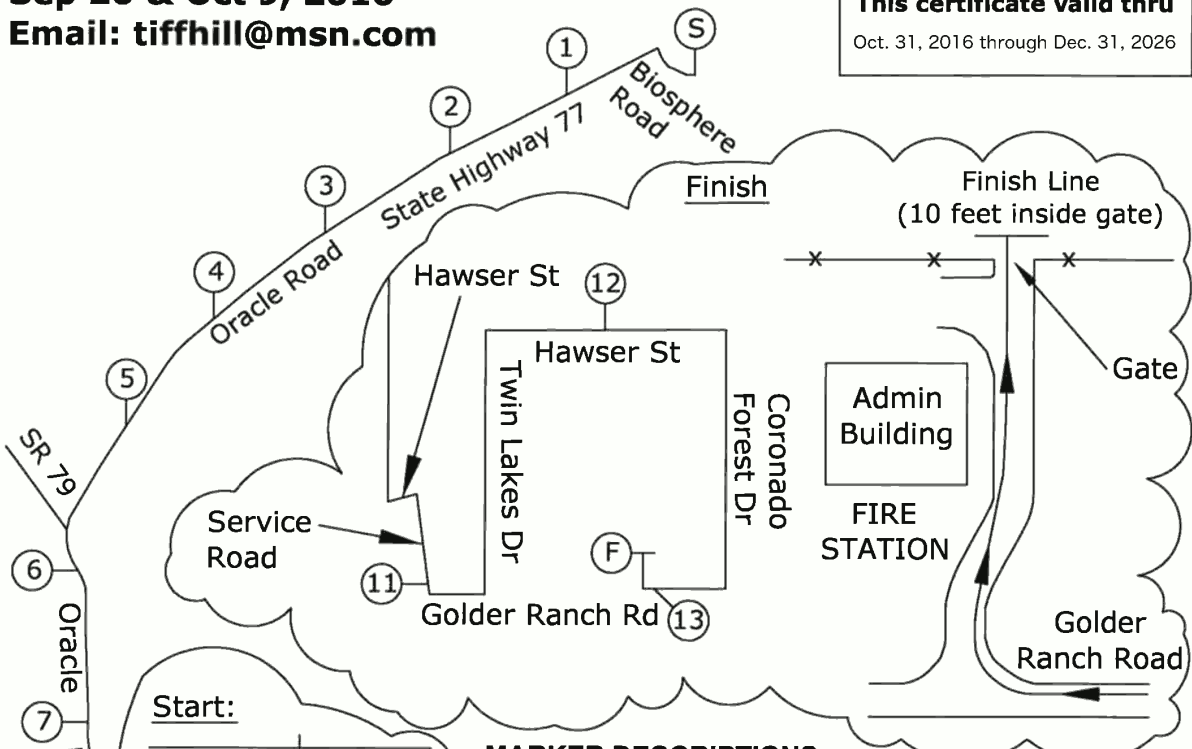 Email: tiffhill@msn.com
This certificate valid thru
Oct. 31, 2016 through Dec. 31, 2026
S
1
2
3
4
5
6
7
Biosphere
Road
State Highway 77
Oracle Road
SR 79
Oracle
Finish
Finish Line
(10 feet inside gate)
x
x
x
Gate
Hawser St
12
Hawser St
Twin Lakes Dr
Coronado
Forest Dr
Admin
Building
FIRE
STATION
Service
Road
F
11
Golder Ranch Rd
13
Golder
Ranch Road
Start:
MARKER DESCRIPTIONS